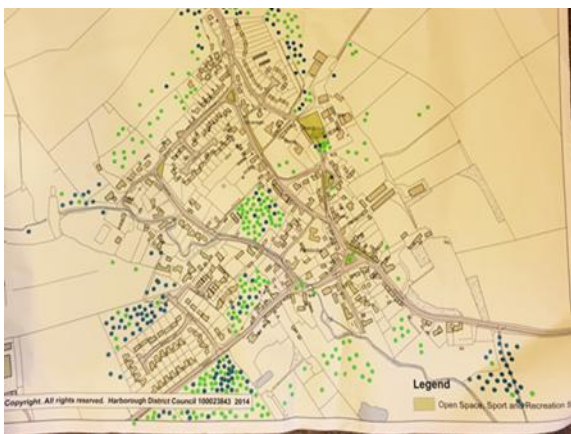 Legend
Open Space, Sport and Recreation
Copyright. All rights reserved. Harborough District Council 100023843 2014